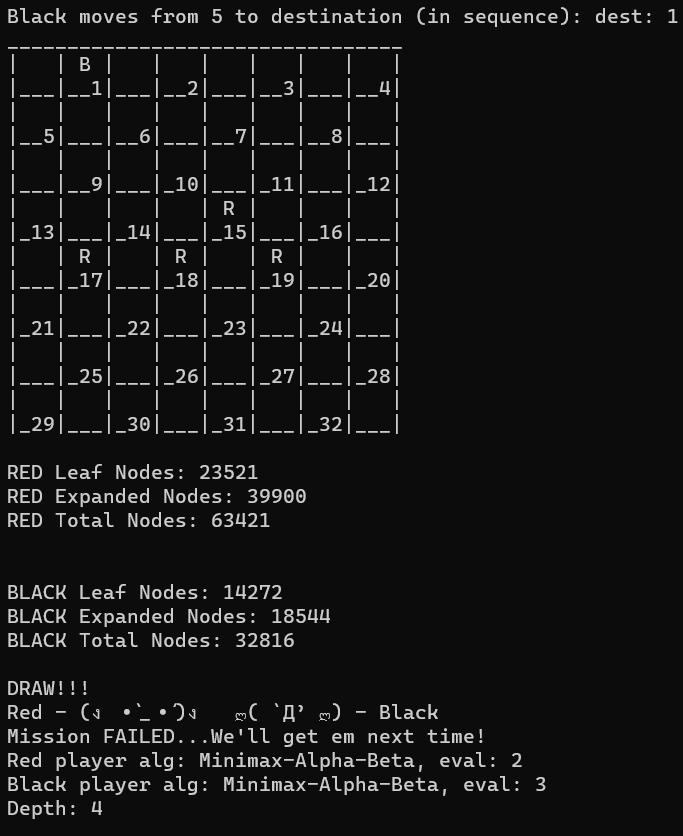 Black moves from 5 to destination (in sequence): dest: 1
_________________________________
|   | B |   |   |   |   |   |   |
|___|__1|___|__2|___|__3|___|__4|
|   |   |   |   |   |   |   |   |
|__5|___|__6|___|__7|___|__8|___|
|   |   |   |   |   |   |   |   |
|___|__9|___|_10|___|_11|___|_12|
|   |   |   |   | R |   |   |   |
|_13|___|_14|___|_15|___|_16|___|
|   | R |   | R |   | R |   |   |
|___|_17|___|_18|___|_19|___|_20|
|   |   |   |   |   |   |   |   |
|_21|___|_22|___|_23|___|_24|___|
|   |   |   |   |   |   |   |   |
|___|_25|___|_26|___|_27|___|_28|
|   |   |   |   |   |   |   |   |
|_29|___|_30|___|_31|___|_32|___|
RED Leaf Nodes: 23521
RED Expanded Nodes: 39900
RED Total Nodes: 63421
BLACK Leaf Nodes: 14272
BLACK Expanded Nodes: 18544
BLACK Total Nodes: 32816
DRAW!!!
Red - (ง •̀_•́)ง   ლ( `Д’ ლ) - Black
Mission FAILED...We'll get em next time!
Red player alg: Minimax-Alpha-Beta, eval: 2
Black player alg: Minimax-Alpha-Beta, eval: 3
Depth: 4